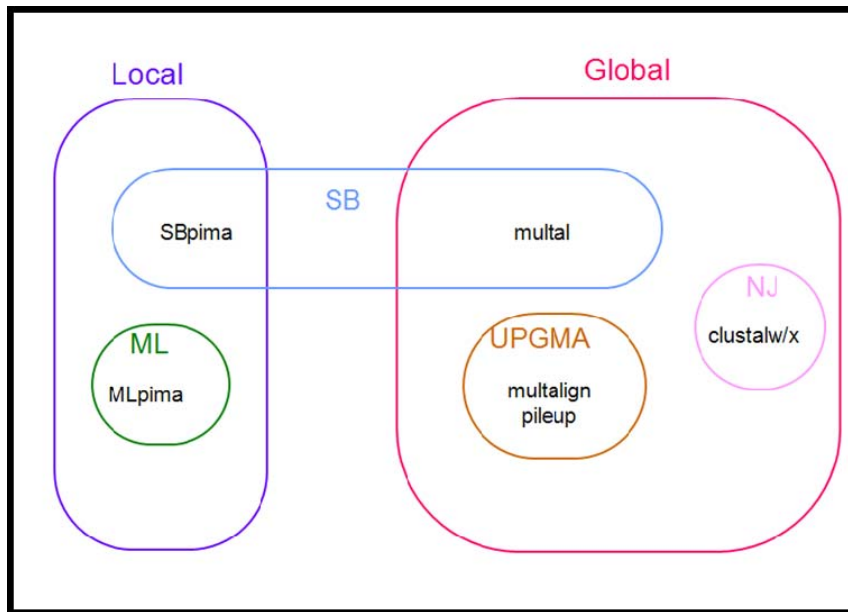 Local
Global
SB
SBpima
multal
NJ
clustalw/x
ML
MLpima
UPGMA
multalign
pileup